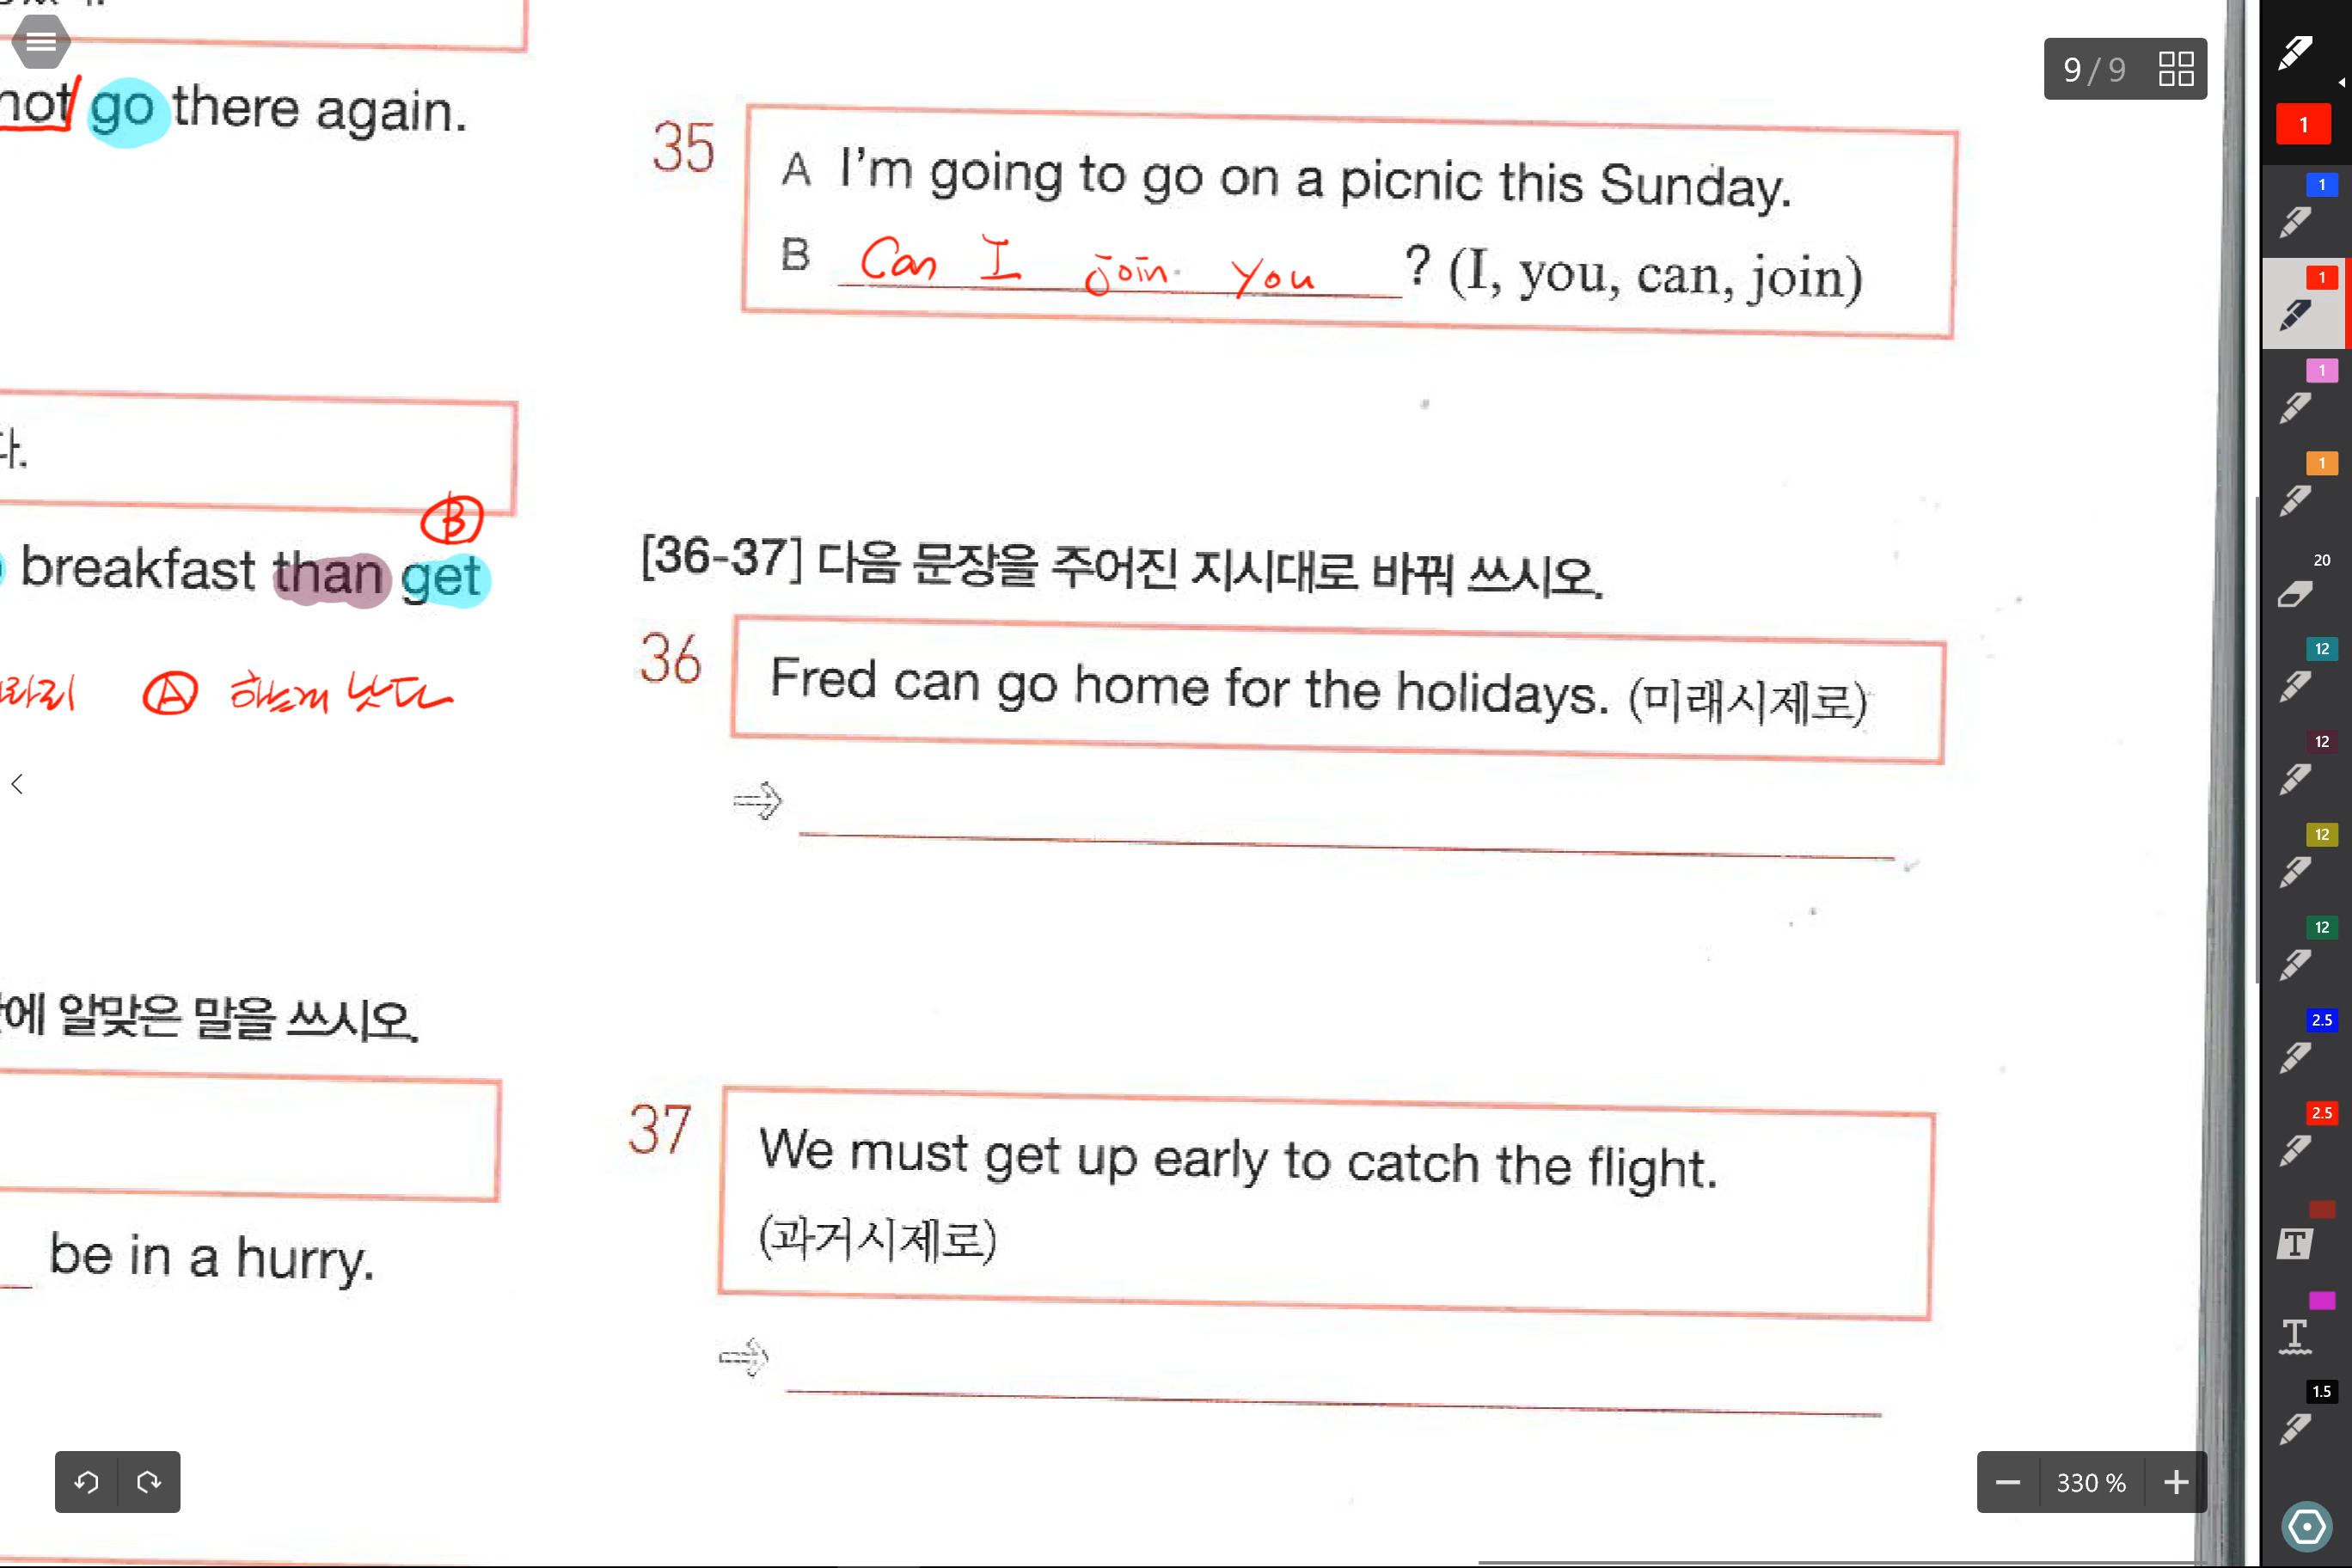 not go there again.
다.
B
breakfast than get
A 하는게 낫다
에 알맞은 말을 쓰시오.
be in a hurry.
35
A I'm going to go on a picnic this Sunday.
B Can I join you ? (I, you, can, join)
[36-37] 다음 문장을 주어진 지시대로 바꿔 쓰시오.
36
Fred can go home for the holidays. (미래시제로)
⇒
37
We must get up early to catch the flight.
(과거시제로)
⇒
9 / 9
1
1
1
1
1
20
12
12
12
12
2.5
2.5
T
T
1.5
330 %